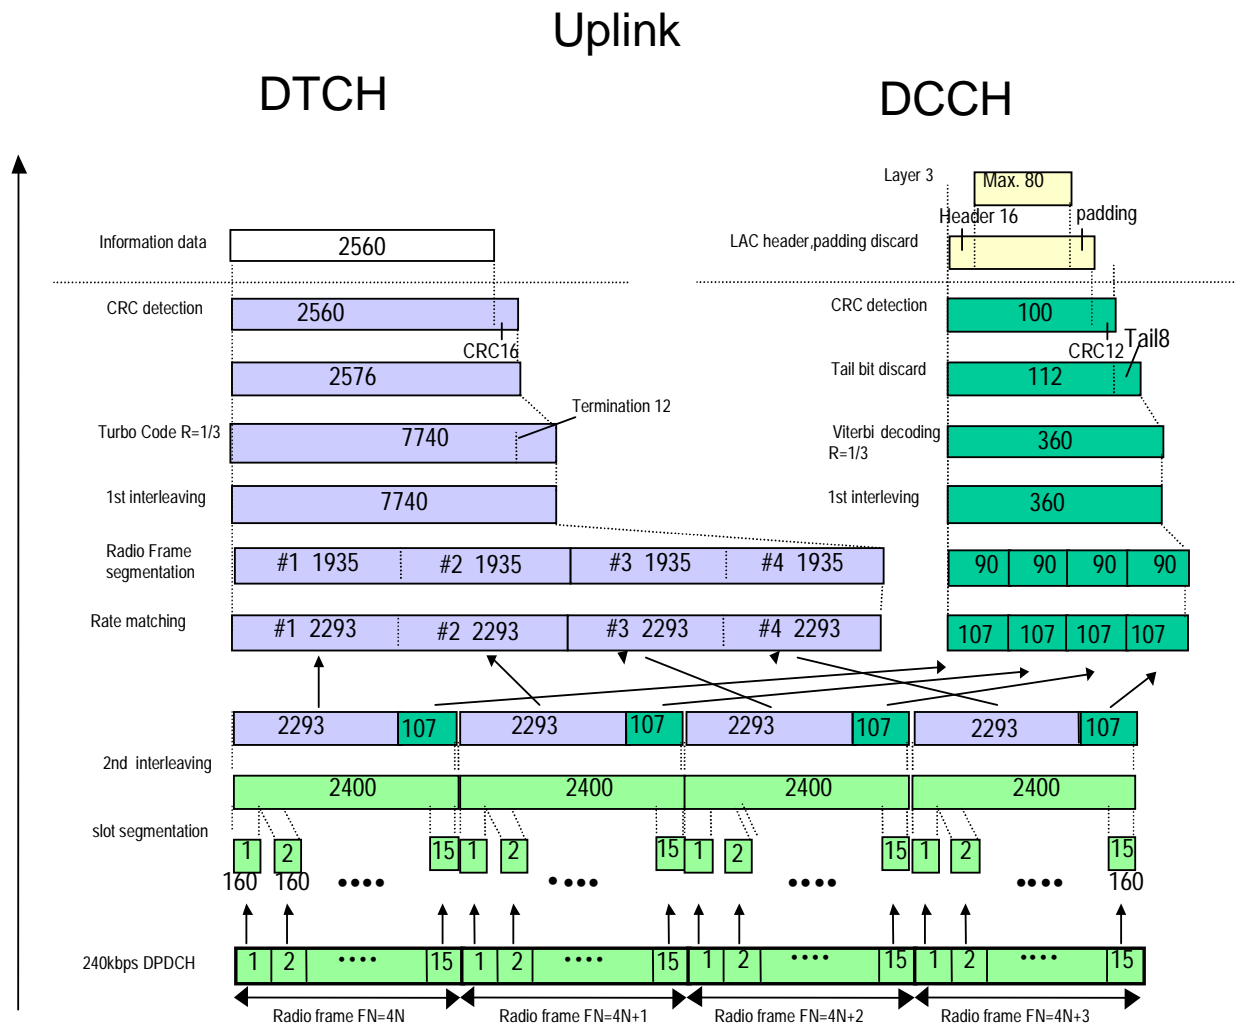 Uplink
DTCH
DCCH
Layer 3
Max. 80
Header 16
padding
Information data
2560
LAC header,padding discard
CRC detection
2560
CRC16
CRC detection
100
CRC12
Tail8
2576
Tail bit discard
112
Termination 12
Turbo Code R=1/3
7740
Viterbi decoding
R=1/3
360
1st interleaving
7740
1st interleving
360
Radio Frame
segmentation
#1 1935 #2 1935 #3 1935 #4 1935
90 90 90 90
Rate matching
#1 2293 #2 2293 #3 2293 #4 2293
107 107 107 107
2293 107 2293 107 2293 107 2293 107
2nd interleaving
2400 2400 2400 2400
slot segmentation
1 2 15 1 2 15 1 2 15 1 2 15
160 160 •••• •••• •••• •••• 160
240kbps DPDCH
1 2 •••• 15 1 2 •••• 15 1 2 •••• 15 1 2 •••• 15
Radio frame FN=4N Radio frame FN=4N+1 Radio frame FN=4N+2 Radio frame FN=4N+3